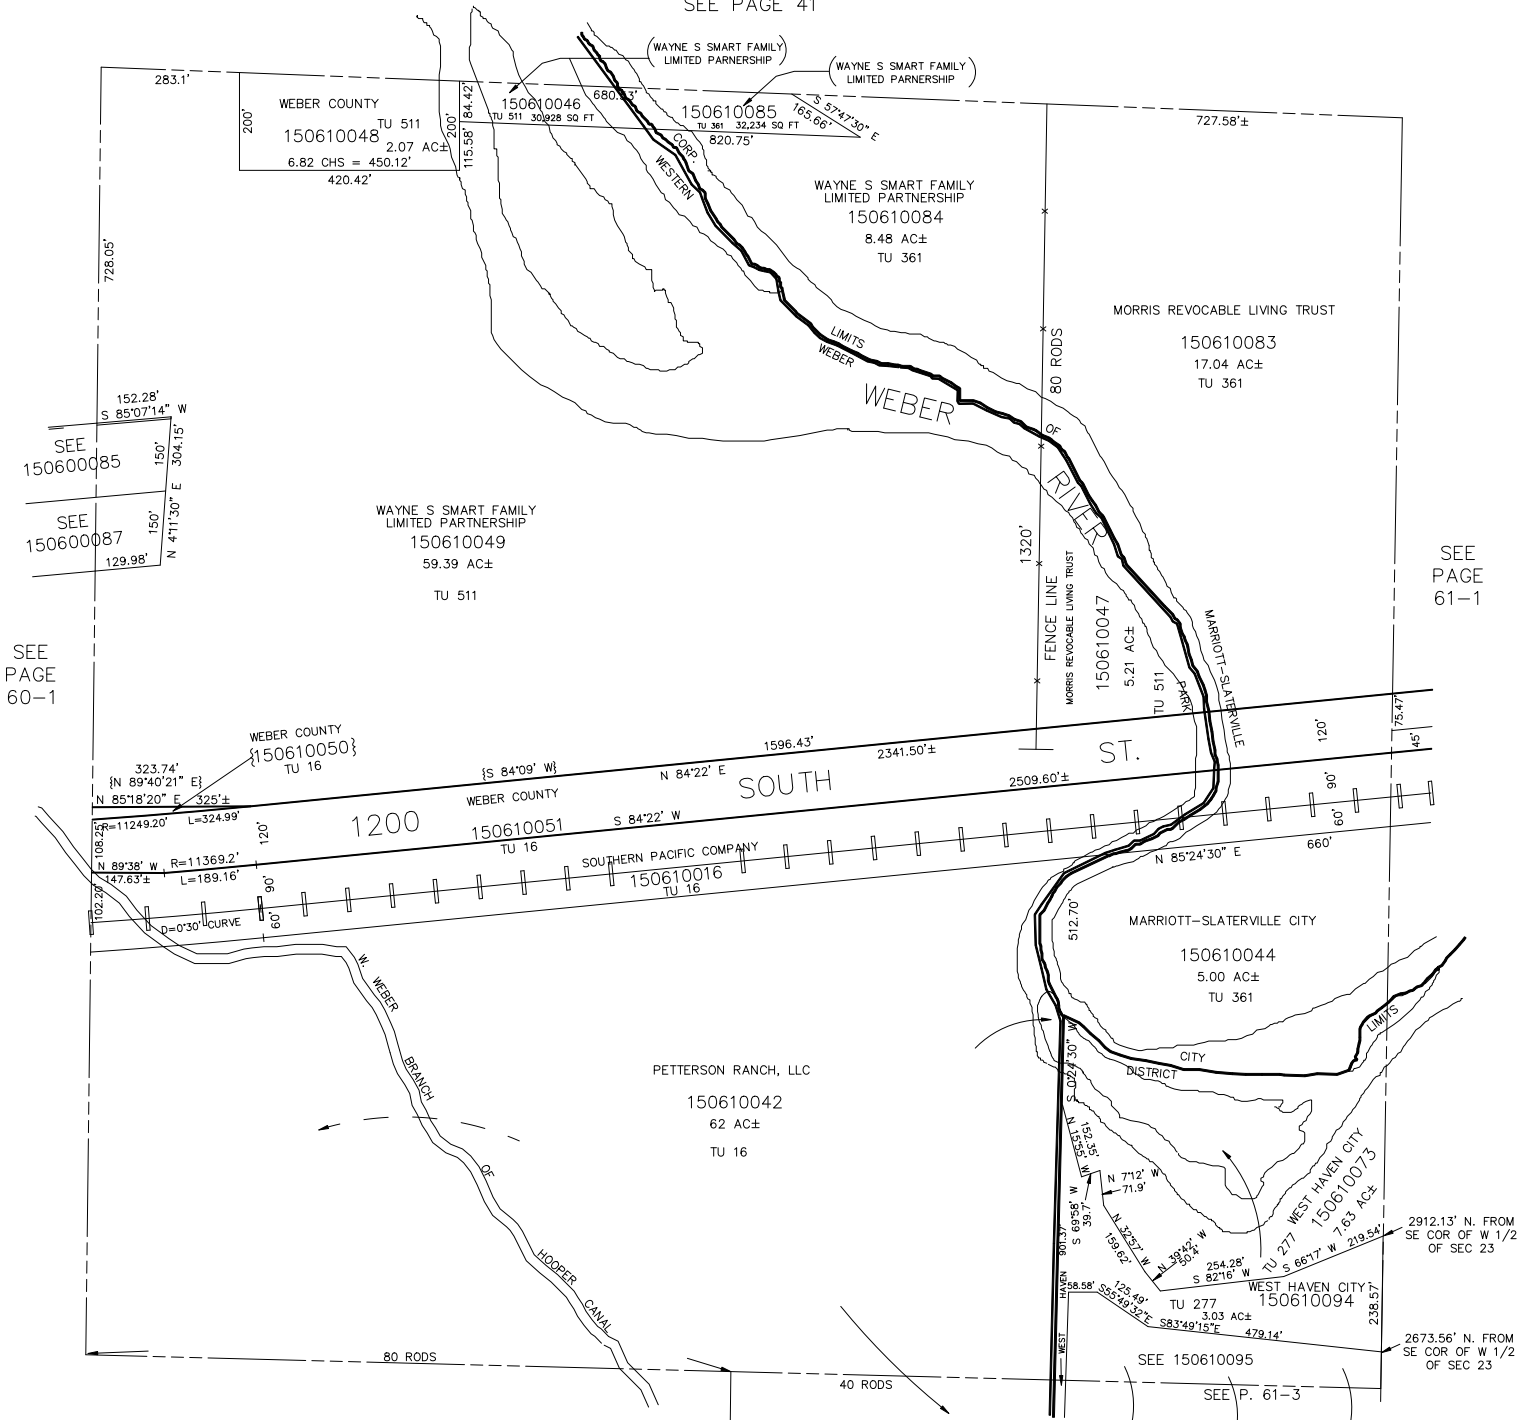 SEE PAGE 41
283.1'
(WAYNE S SMART FAMILY
LIMITED PARNERSHIP)
(WAYNE S SMART FAMILY
LIMITED PARNERSHIP)
WEBER COUNTY
TU 511
150610048
2.07 AC±
6.82 CHS = 450.12'
420.42'
200'
200'
84.42'
115.58'
150610046
TU 511 30,928 SQ FT
150610085
TU 361 32,234 SQ FT
820.75'
S 57°47'30" E
165.66'
727.58'±
CORP.
WESTERN
WAYNE S SMART FAMILY
LIMITED PARTNERSHIP
150610084
8.48 AC±
TU 361
728.05'
MORRIS REVOCABLE LIVING TRUST
150610083
17.04 AC±
TU 361
LIMITS
WEBER
80 RODS
WEBER
OF
RIVER
152.28'
S 85°07'14" W
SEE
150600085
150'
304.15'
N 4°11'30" E
SEE
150600087
150'
129.98'
WAYNE S SMART FAMILY
LIMITED PARTNERSHIP
150610049
59.39 AC±
TU 511
1320'
FENCE LINE
MORRIS REVOCABLE LIVING TRUST
150610047
5.21 AC±
TU 511
PARK
MARRIOTT-SLATERVILLE
SEE
PAGE
61-1
SEE
PAGE
60-1
WEBER COUNTY
{150610050}
TU 16
323.74'
{N 89°40'21" E}
N 85°18'20" E 325'±
R=11249.20' L=324.99'
108.25'
{S 84°09' W}
1596.43'
N 84°22' E
2341.50'±
ST.
120'
75.47'
45'
120'
1200
WEBER COUNTY
150610051
TU 16
SOUTH
S 84°22' W
2509.60'±
90'
60'
N 89°38' W
147.63'±
R=11369.2'
L=189.16'
102.20'
90'
60'
D=0°30' CURVE
SOUTHERN PACIFIC COMPANY
150610016
TU 16
N 85°24'30" E
660'
512.70'
MARRIOTT-SLATERVILLE CITY
150610044
5.00 AC±
TU 361
LIMITS
CITY
DISTRICT
S 0°24'30" W
W. WEBER
BRANCH
OF
HOOPER
CANAL
PETTERSON RANCH, LLC
150610042
62 AC±
TU 16
N 15°55' W
152.35'
S 69°58' W
39.7'
N 7°12' W
71.9'
N 32°57' W
159.62'
N 39°42' W
50.4'
254.28'
S 82°16' W
S 66°17' W
219.54'
TU 277
WEST HAVEN CITY
150610073
7.63 AC±
2912.13' N. FROM
SE COR OF W 1/2
OF SEC 23
901.37'
HAVEN
WEST
58.58'
125.49'
S55°49'32"E
WEST HAVEN CITY
150610094
TU 277
3.03 AC±
S83°49'15"E
479.14'
238.57'
2673.56' N. FROM
SE COR OF W 1/2
OF SEC 23
SEE 150610095
SEE P. 61-3
80 RODS
40 RODS